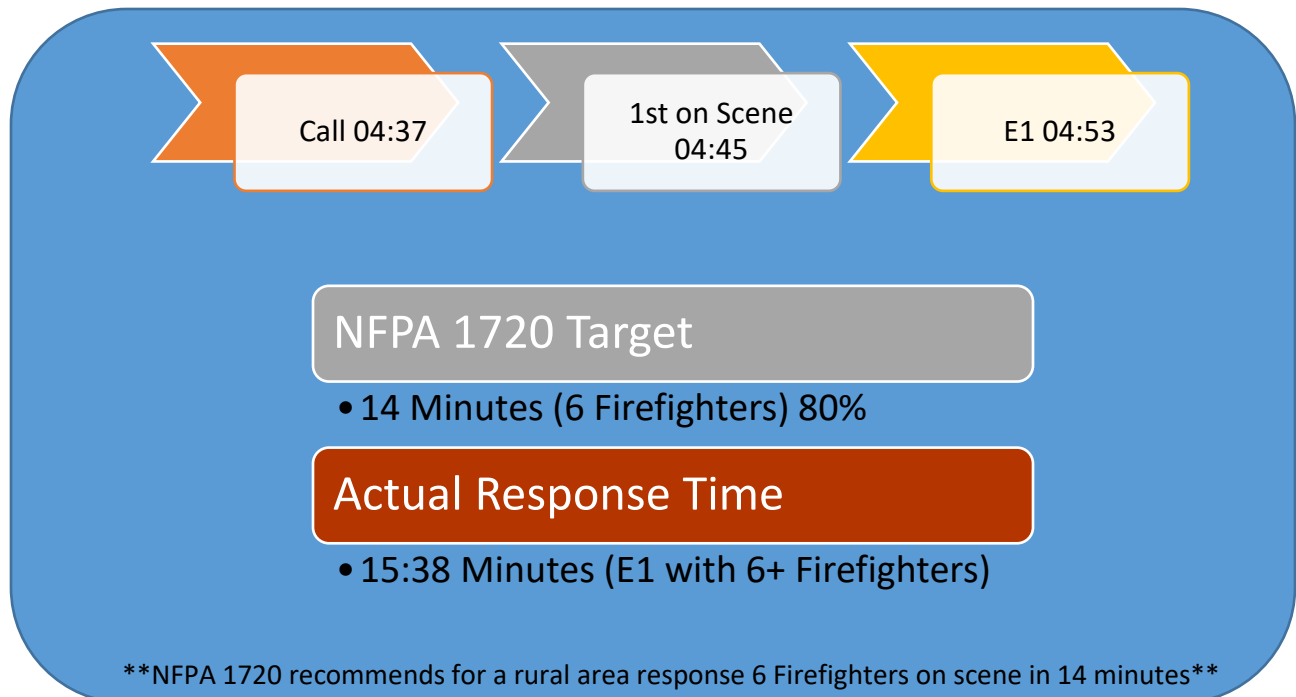 Call 04:37
1st on Scene
04:45
E1 04:53
NFPA 1720 Target
•14 Minutes (6 Firefighters) 80%
Actual Response Time
•15:38 Minutes (E1 with 6+ Firefighters)
**NFPA 1720 recommends for a rural area response 6 Firefighters on scene in 14 minutes**